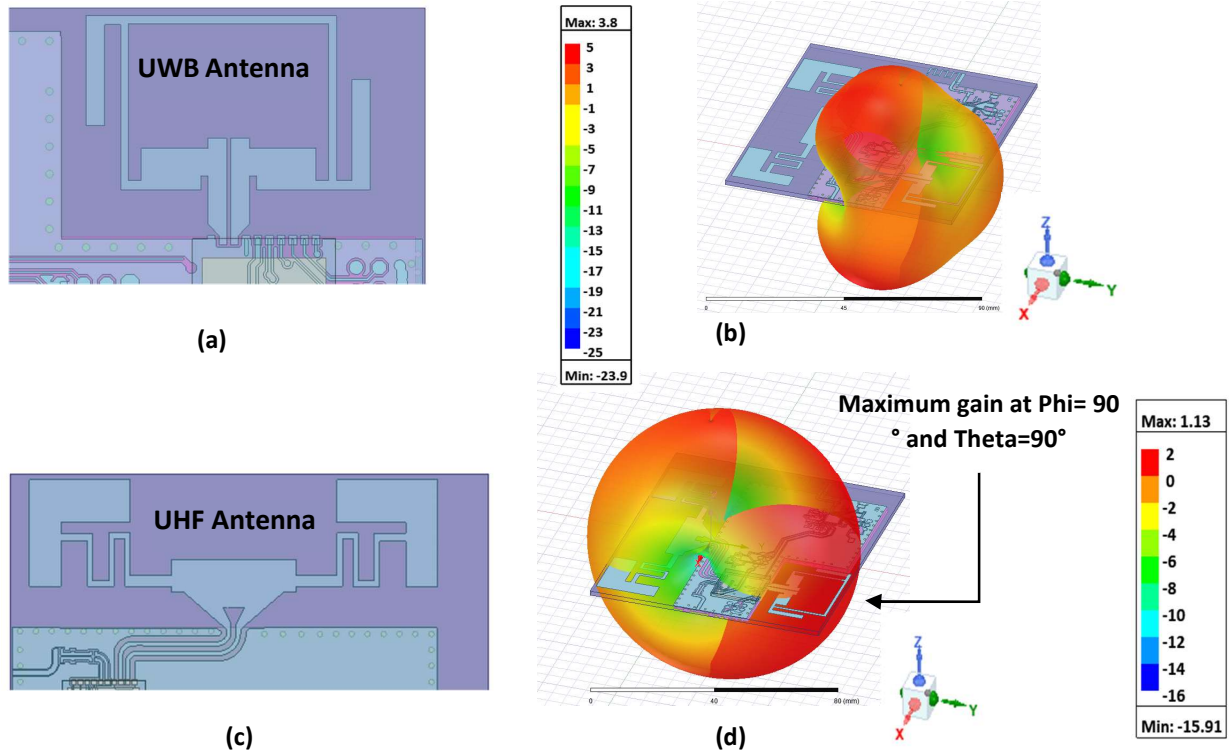 UWB Antenna
(a)
Max: 3.8
5
3
1
-1
-3
-5
-7
-9
-11
-13
-15
-17
-19
-21
-23
-25
Min: -23.9
0
45
90 (mm)
Z
Y
X
(b)
UHF Antenna
(c)
Maximum gain at Phi= 90
° and Theta=90°
0
40
80 (mm)
Z
Y
X
(d)
Max: 1.13
2
0
-2
-4
-6
-8
-10
-12
-14
-16
Min: -15.91